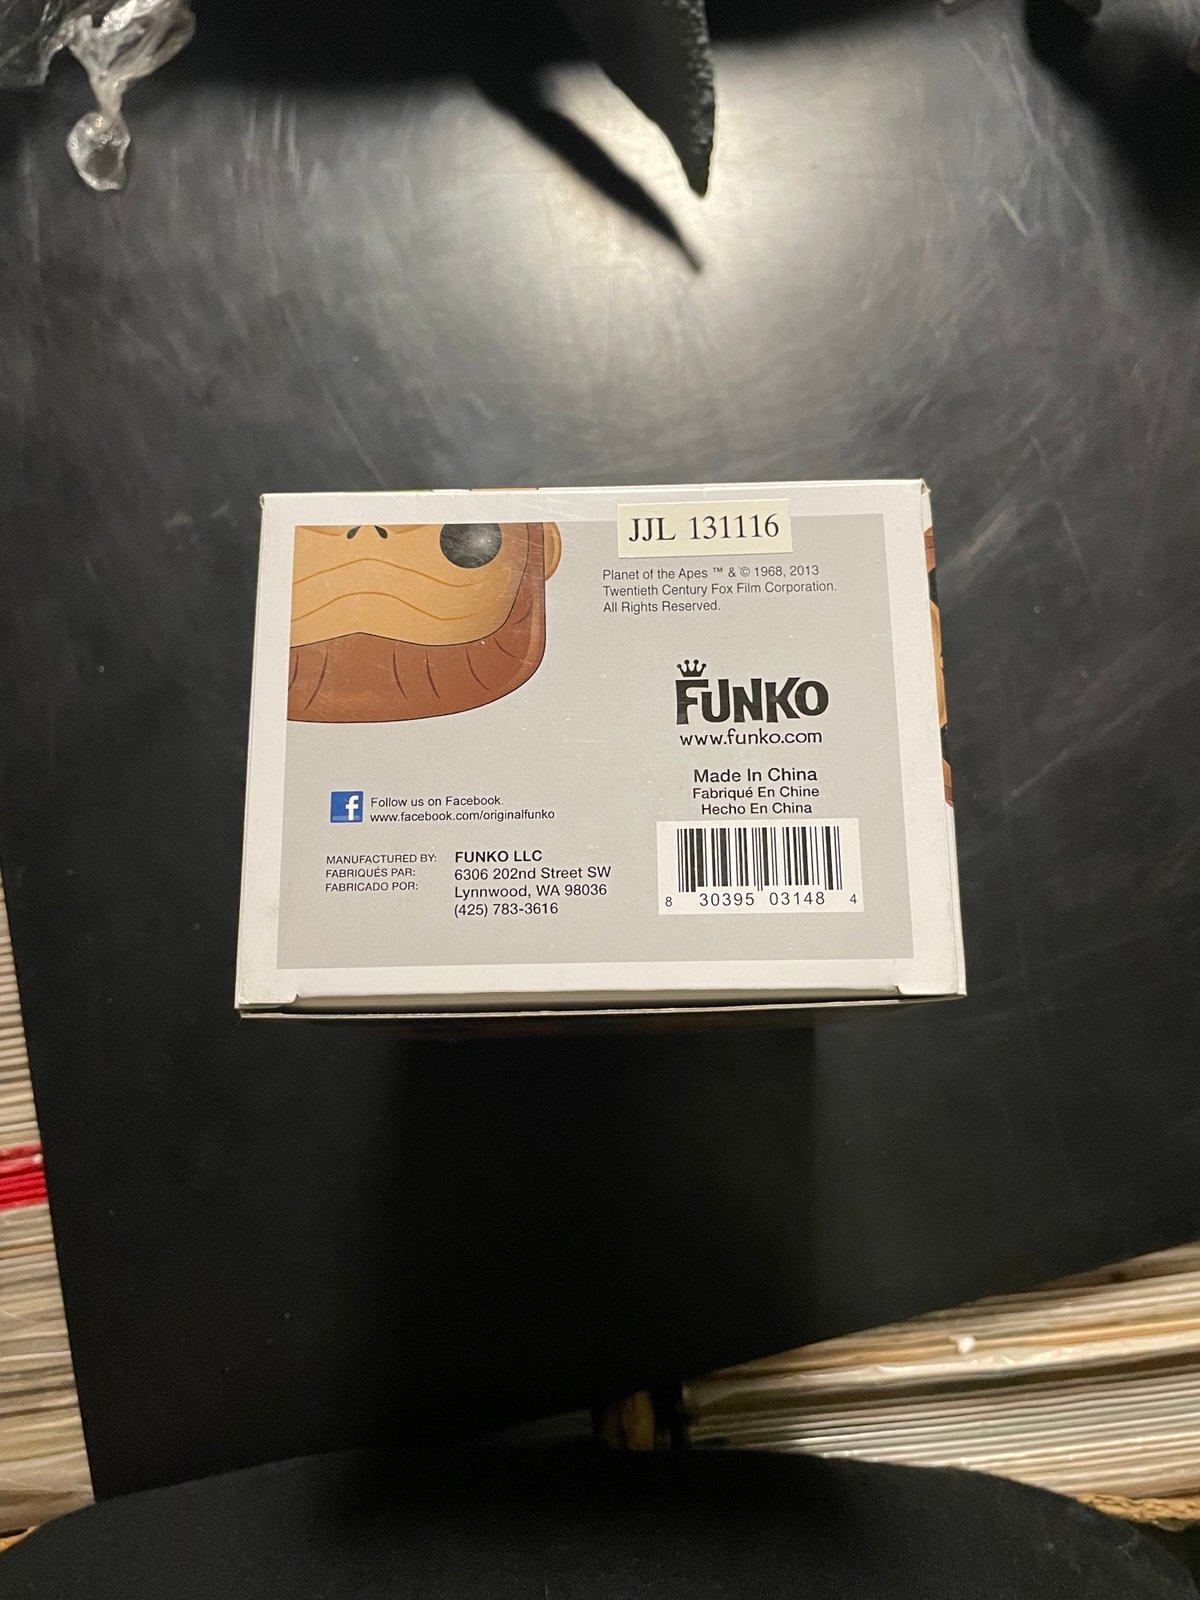 JJL 131116
Planet of the Apes ™ & © 1968, 2013
Twentieth Century Fox Film Corporation.
All Rights Reserved.
FUNKO
www.funko.com
Made In China
Fabriqué En Chine
Hecho En China
f
Follow us on Facebook.
www.facebook.com/originalfunko
MANUFACTURED BY:
FABRIQUÉS PAR:
FABRICADO POR:
FUNKO LLC
6306 202nd Street SW
Lynnwood, WA 98036
(425) 783-3616
8 30395 03148 4